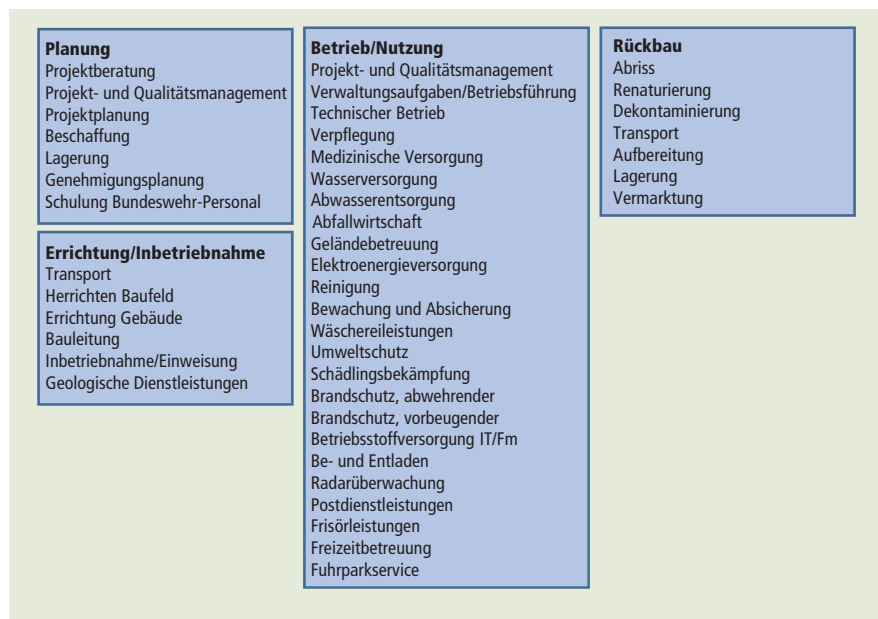 Planung
Projektberatung
Projekt- und Qualitätsmanagement
Projektplanung
Beschaffung
Lagerung
Genehmigungsplanung
Schulung Bundeswehr-Personal
Errichtung/Inbetriebnahme
Transport
Herrichten Baufeld
Errichtung Gebäude
Bauleitung
Inbetriebnahme/Einweisung
Geologische Dienstleistungen
Betrieb/Nutzung
Projekt- und Qualitätsmanagement
Verwaltungsaufgaben/Betriebsführung
Technischer Betrieb
Verpflegung
Medizinische Versorgung
Wasserversorgung
Abwasserentsorgung
Abfallwirtschaft
Geländebetreuung
Elektroenergieversorgung
Reinigung
Bewachung und Absicherung
Wäschereileistungen
Umweltschutz
Schädlingsbekämpfung
Brandschutz, abwehrender
Brandschutz, vorbeugender
Betriebsstoffversorgung IT/Fm
Be- und Entladen
Radarüberwachung
Postdienstleistungen
Frisörleistungen
Freizeitbetreuung
Fuhrparkservice
Rückbau
Abriss
Renaturierung
Dekontaminierung
Transport
Aufbereitung
Lagerung
Vermarktung